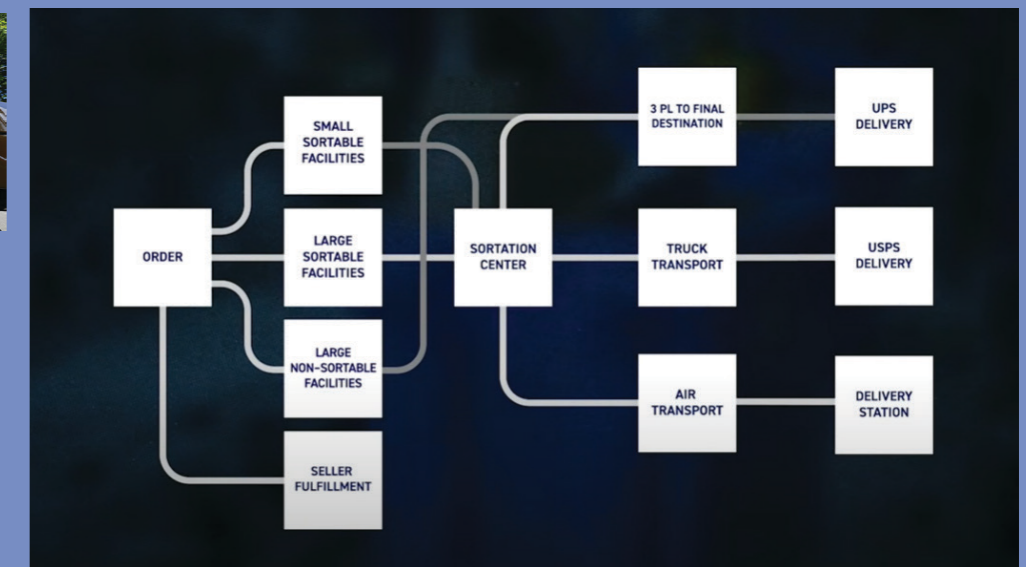 ORDER
SMALL
SORTABLE
FACILITIES
LARGE
SORTABLE
FACILITIES
LARGE
NON-SORTABLE
FACILITIES
SELLER
FULFILLMENT
SORTATION
CENTER
3 PL TO FINAL
DESTINATION
TRUCK
TRANSPORT
AIR
TRANSPORT
UPS
DELIVERY
USPS
DELIVERY
DELIVERY
STATION